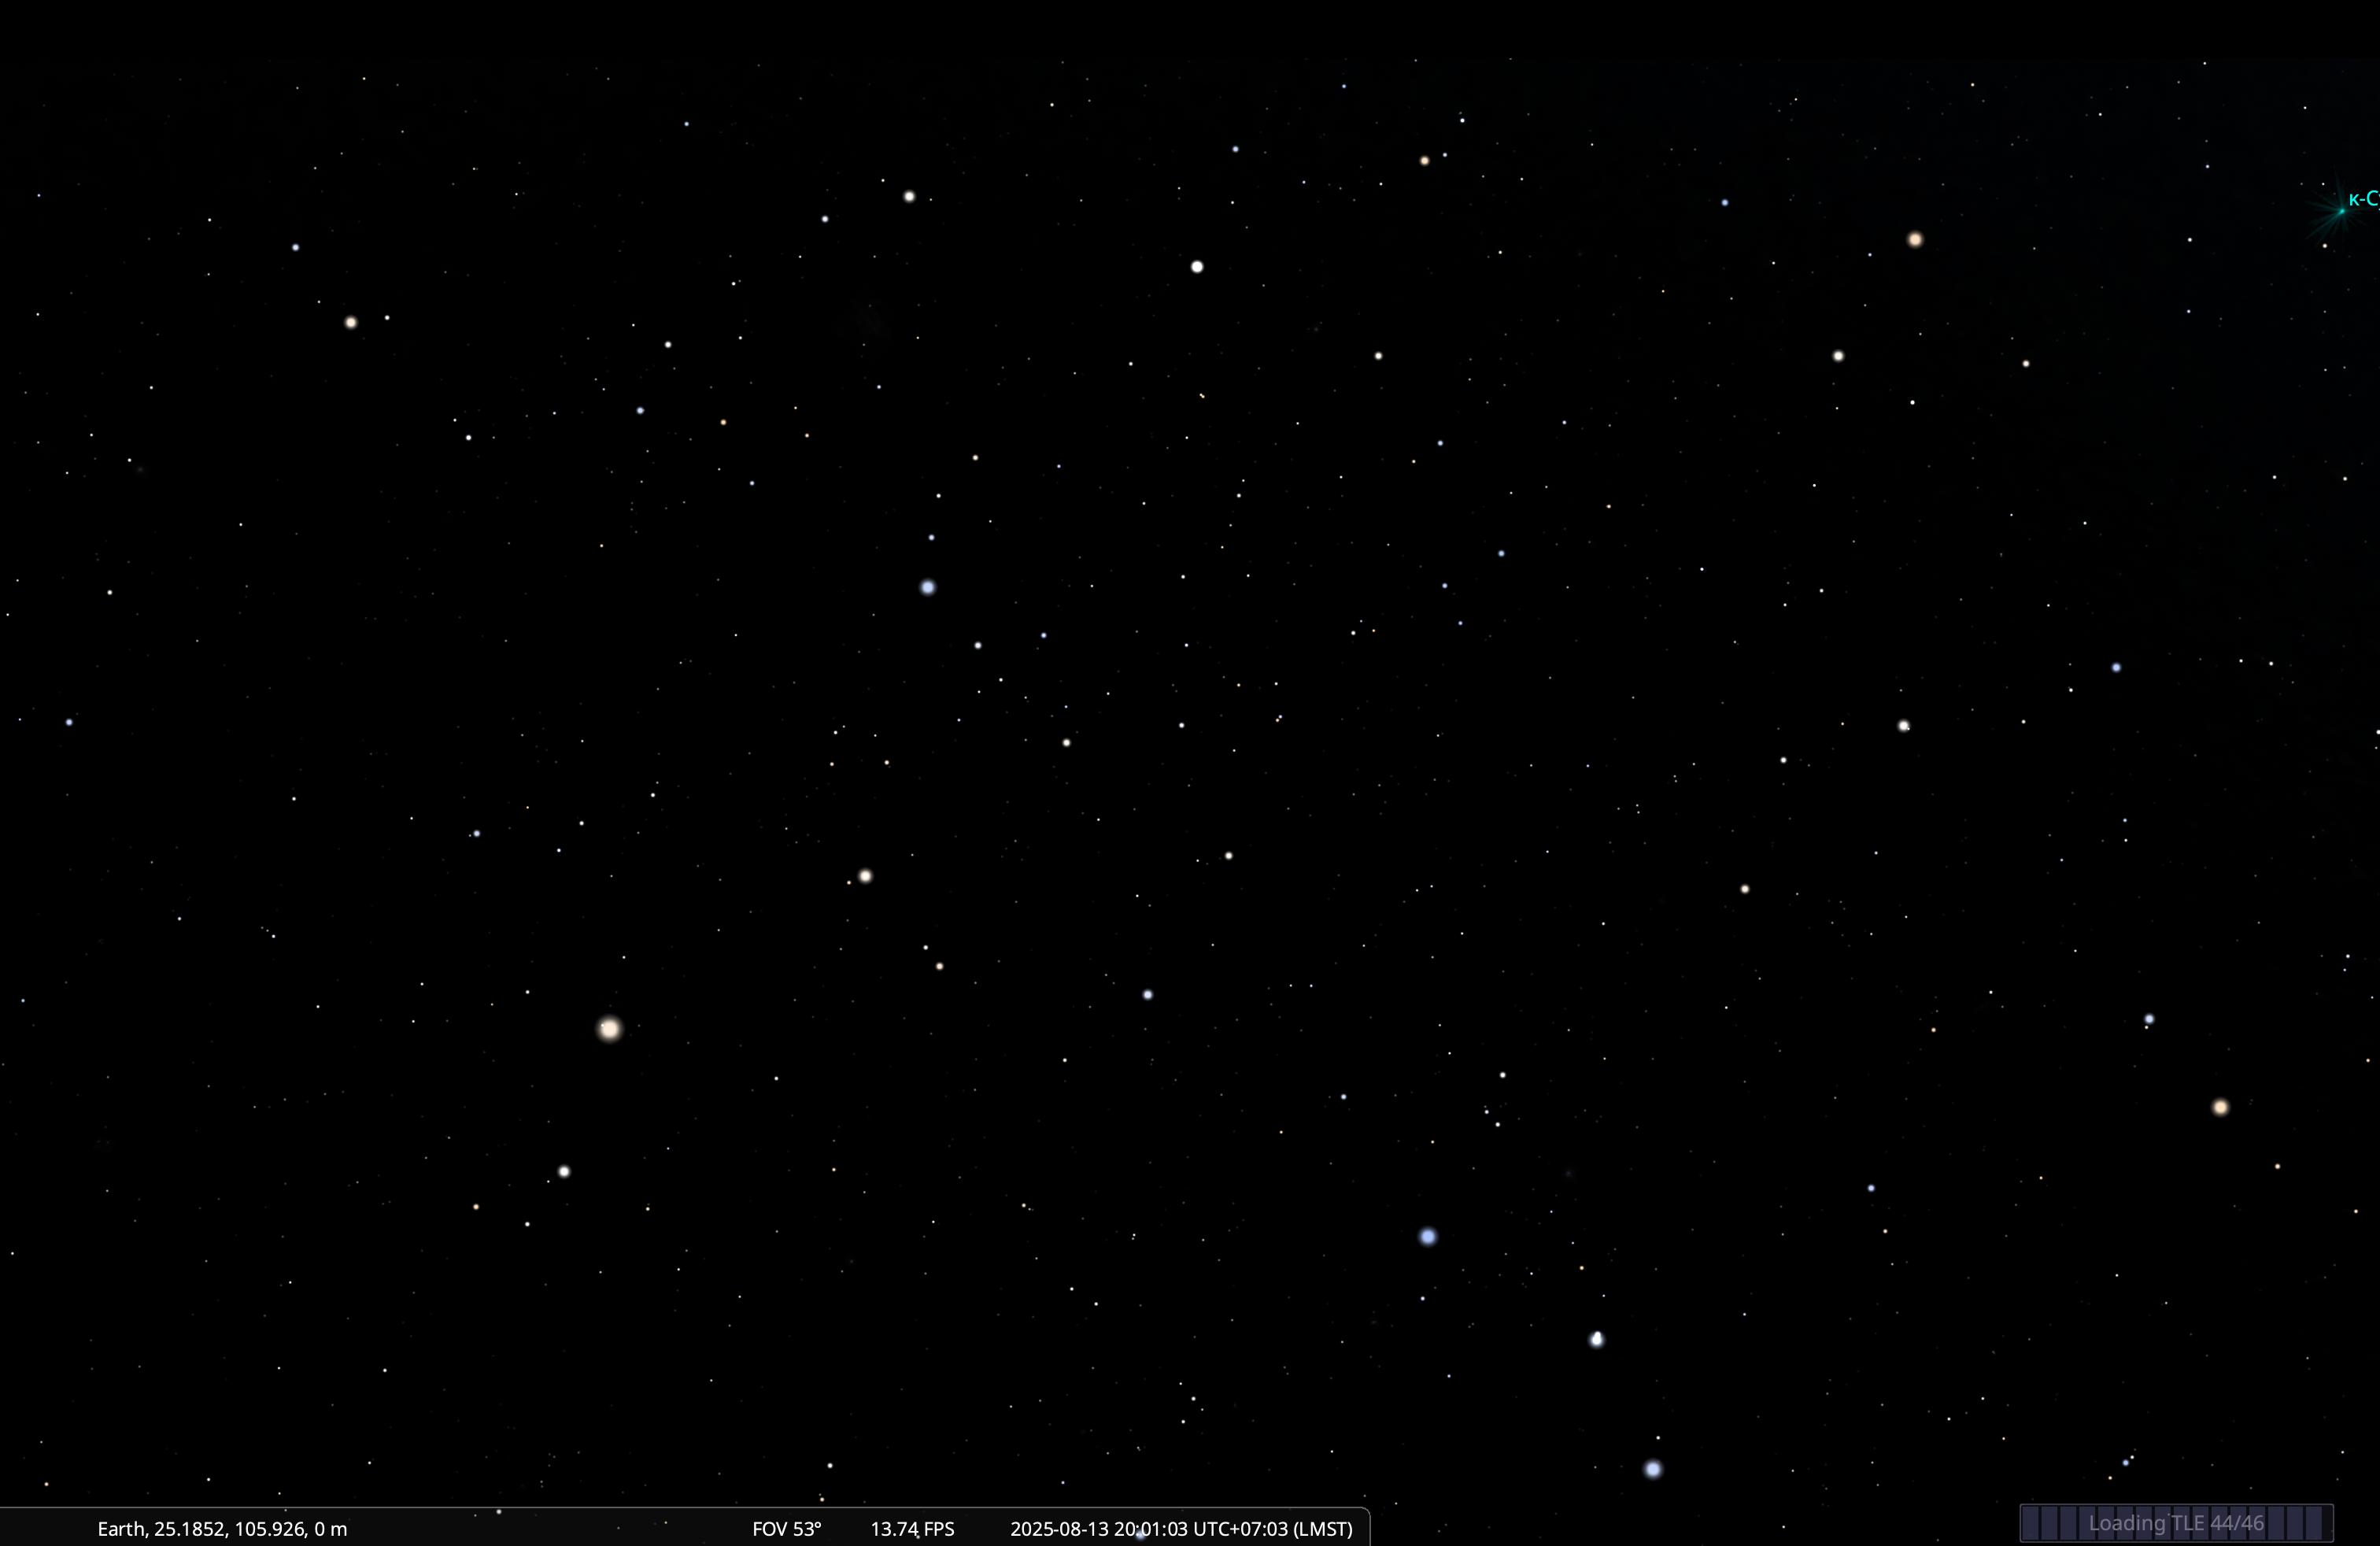 κ-C
Earth, 25.1852, 105.926, 0 m
FOV 53°
13.74 FPS
2025-08-13 20:01:03 UTC+07:03 (LMST)
Loading TLE 44/46